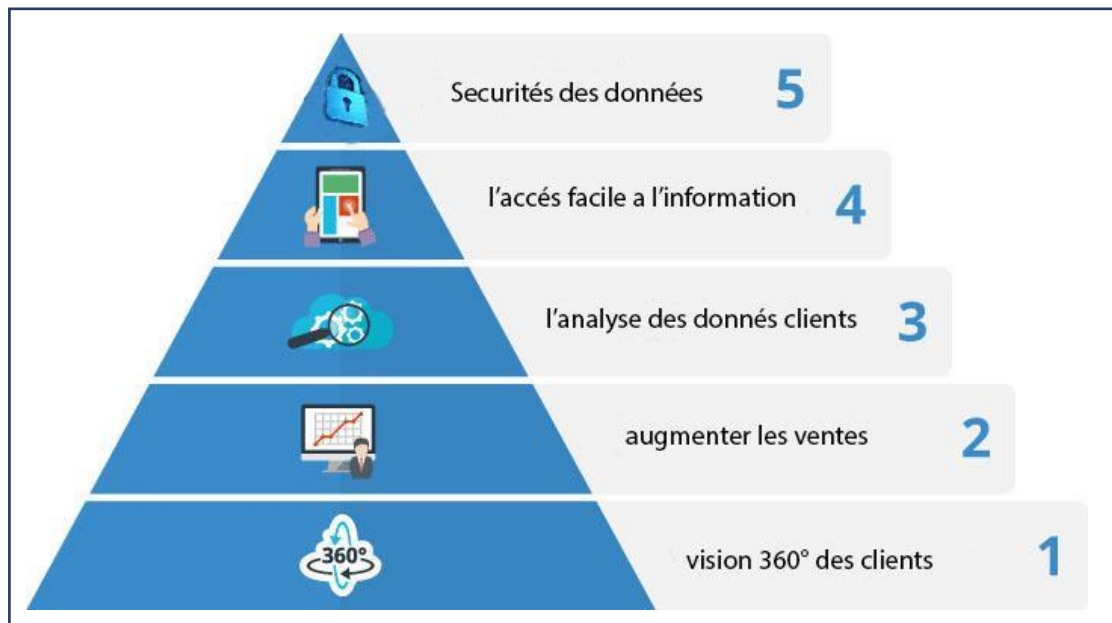 Securités des données 5
l'accés facile a l'information 4
l'analyse des donnés clients 3
augmenter les ventes 2
360° vision 360° des clients 1